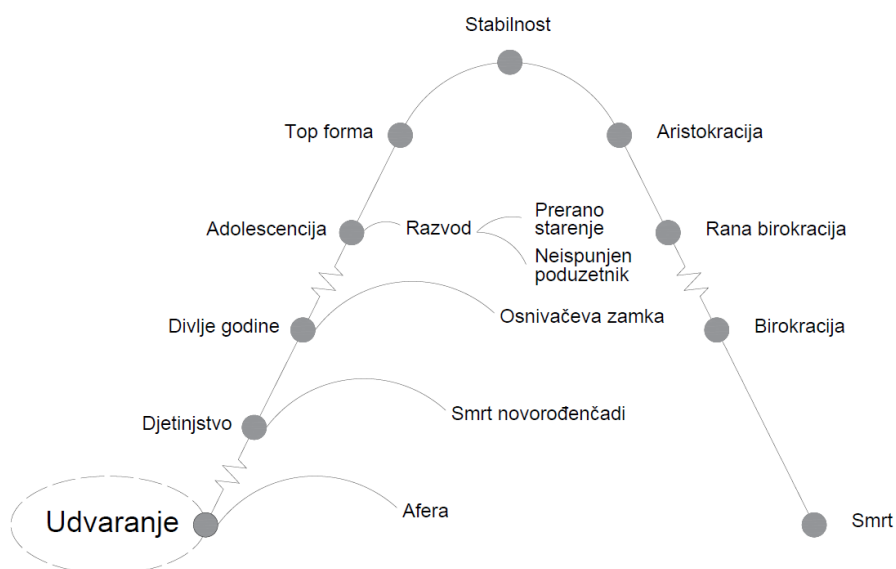 Stabilnost
Top forma
Aristokracija
Adolescencija
Razvod
Prerano
starenje
Neispunjen
poduzetnik
Rana birokracija
Divlje godine
Osnivačeva zamka
Birokracija
Djetinjstvo
Smrt novorođenčadi
Udvaranje
Afera
Smrt